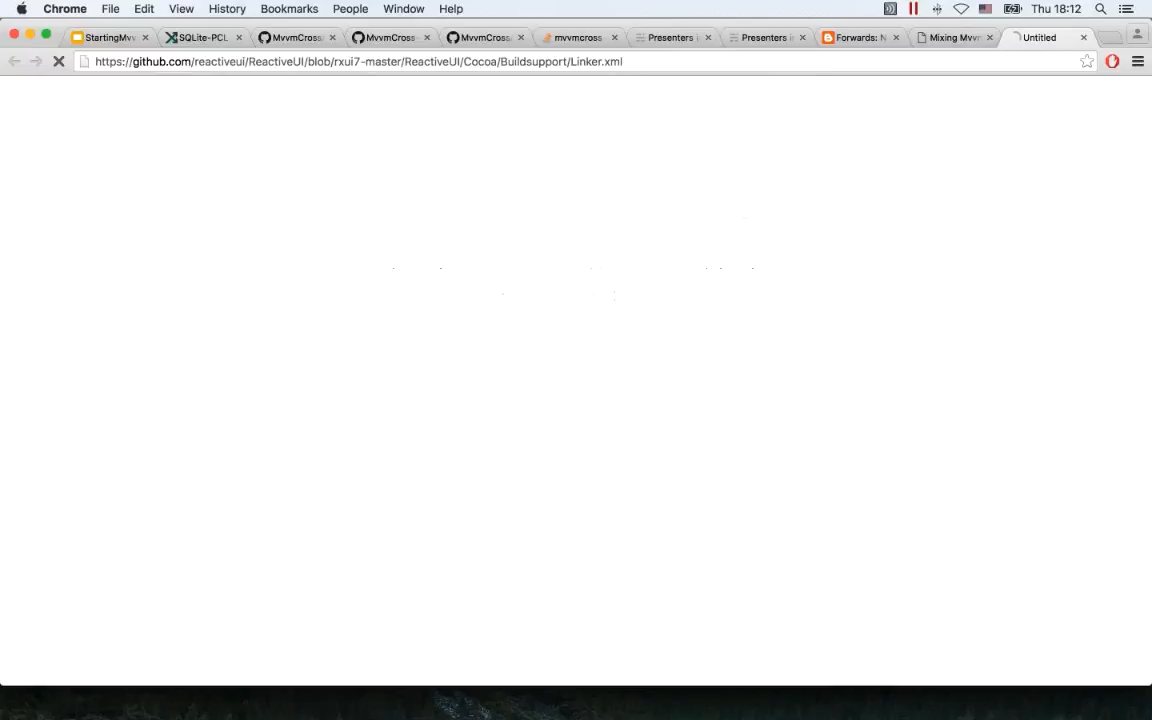 Chrome File Edit View History Bookmarks People Window Help Thu 18:12
StartingMvv SQLite-PCL MvvmCross MvvmCross MvvmCross mvvmcross Presenters i Presenters i Forwards: N Mixing Mvvm Untitled
https://github.com/reactiveui/ReactiveUI/blob/rxui7-master/ReactiveUI/Cocoa/Buildsupport/Linker.xml